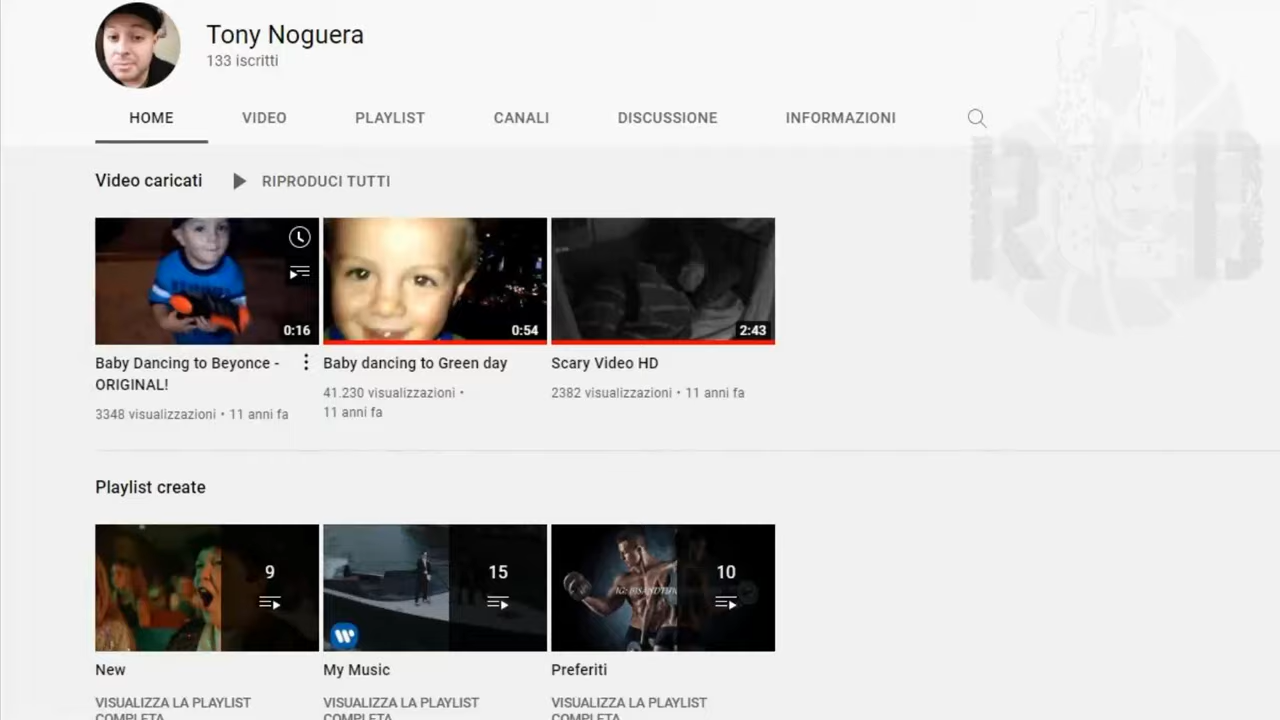 Tony Noguera
133 iscritti
HOME VIDEO PLAYLIST CANALI DISCUSSIONE INFORMAZIONI
Video caricati RIPRODUCI TUTTI
0:16 0:54 2:43
Baby Dancing to Beyonce - Baby dancing to Green day Scary Video HD
ORIGINAL!
41.230 visualizzazioni • 2382 visualizzazioni • 11 anni fa
3348 visualizzazioni • 11 anni fa 11 anni fa
Playlist create
9 15 10
New My Music Preferiti
VISUALIZZA LA PLAYLIST VISUALIZZA LA PLAYLIST VISUALIZZA LA PLAYLIST
COMPLETA COMPLETA COMPLETA